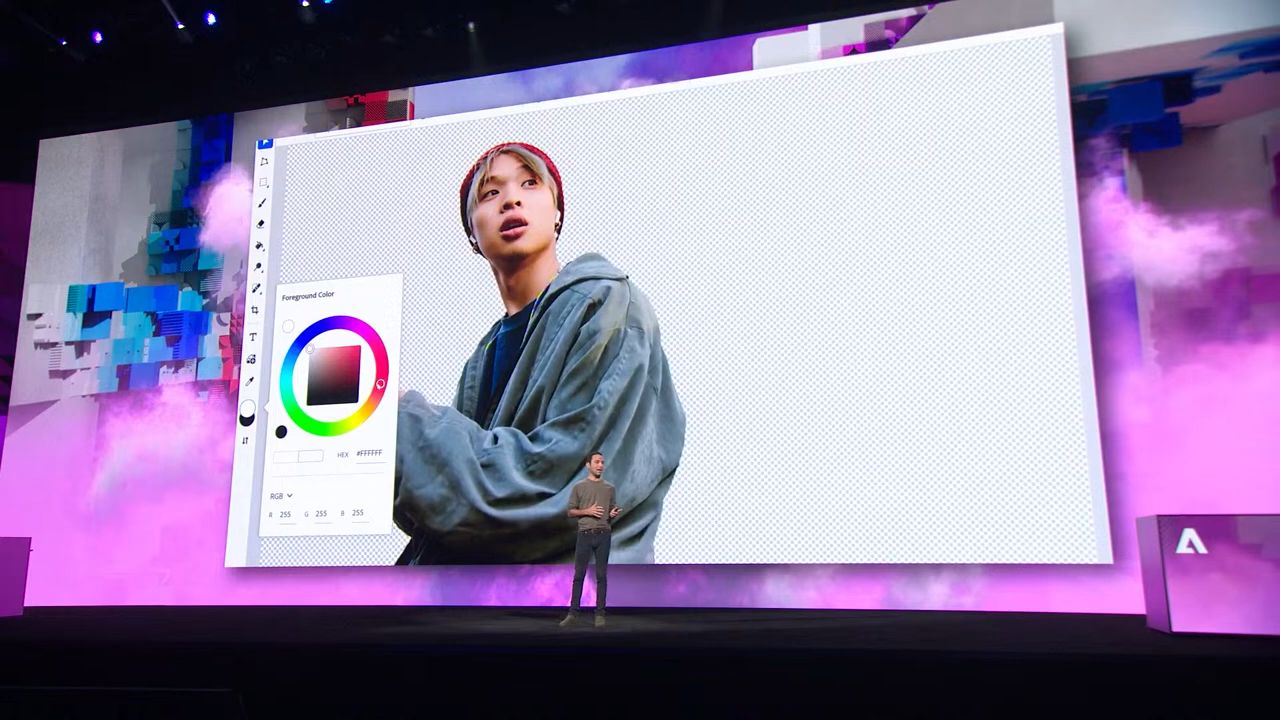 Foreground Color
HEX #FFFFFF
RGB
R 255 G 255 B 255
T